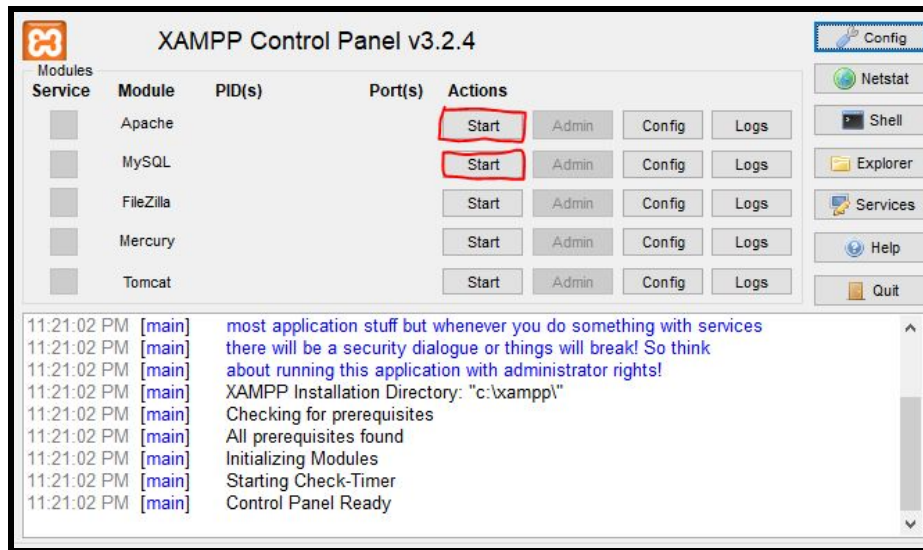 XAMPP Control Panel v3.2.4
Config
Modules
Service Module PID(s) Port(s) Actions
Netstat
Apache Start Admin Config Logs
Shell
MySQL Start Admin Config Logs
Explorer
FileZilla Start Admin Config Logs
Services
Mercury Start Admin Config Logs
Help
Tomcat Start Admin Config Logs
Quit
11:21:02 PM [main] most application stuff but whenever you do something with services
11:21:02 PM [main] there will be a security dialogue or things will break! So think
11:21:02 PM [main] about running this application with administrator rights!
11:21:02 PM [main] XAMPP Installation Directory: "c:\xampp\"
11:21:02 PM [main] Checking for prerequisites
11:21:02 PM [main] All prerequisites found
11:21:02 PM [main] Initializing Modules
11:21:02 PM [main] Starting Check-Timer
11:21:02 PM [main] Control Panel Ready